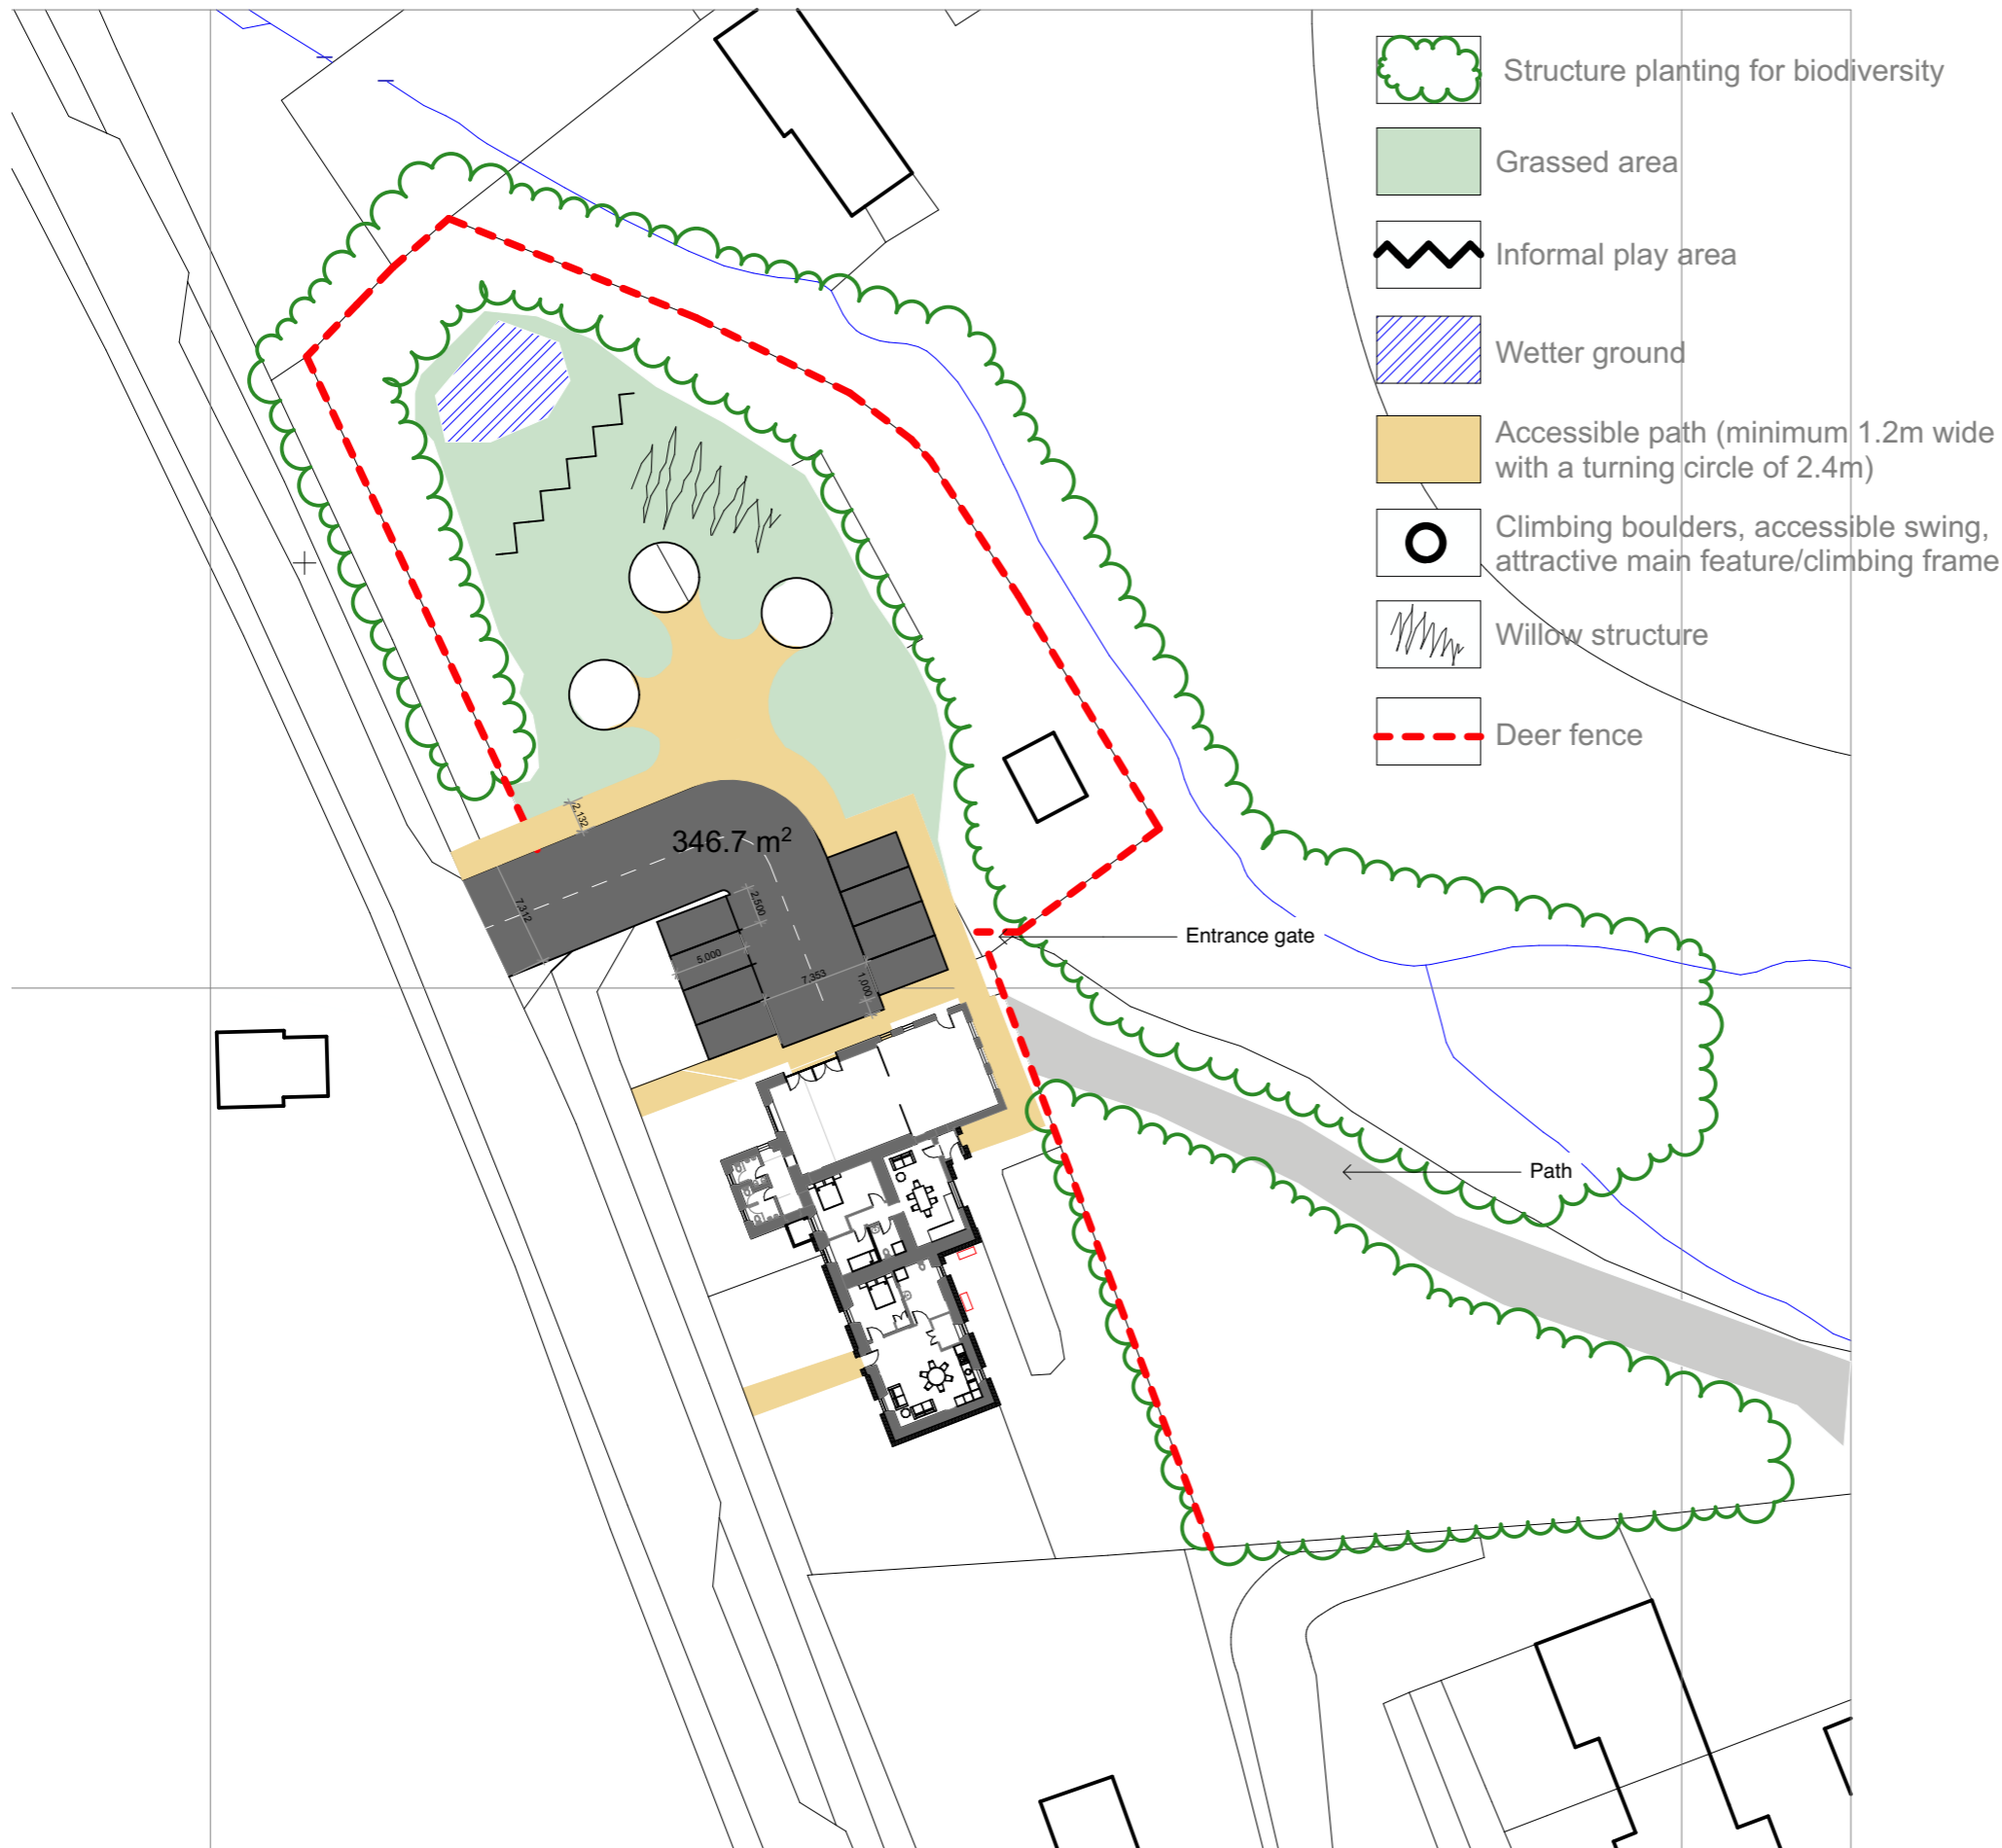 Structure planting for biodiversity
Grassed area
Informal play area
Wetter ground
Accessible path (minimum 1.2m wide
with a turning circle of 2.4m)
Climbing boulders, accessible swing,
attractive main feature/climbing frame
Willow structure
Deer fence
2,132
346.7 m²
7,312
2,500
5,000
7,353
1,000
Entrance gate
Path